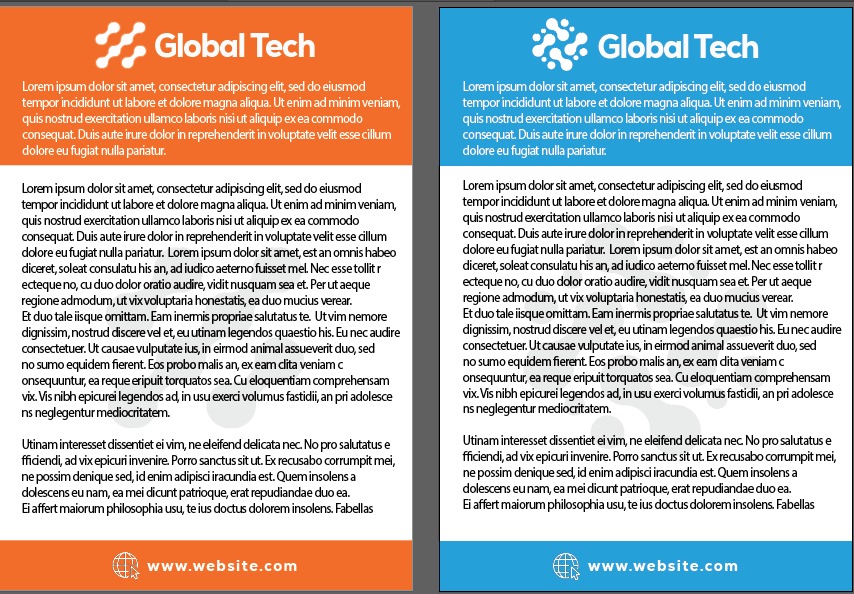 Global Tech
Lorem ipsum dolor sit amet, consectetur adipiscing elit, sed do eiusmod
tempor incididunt ut labore et dolore magna aliqua. Ut enim ad minim veniam,
quis nostrud exercitation ullamco laboris nisi ut aliquip ex ea commodo
consequat. Duis aute irure dolor in reprehenderit in voluptate velit esse cillum
dolore eu fugiat nulla pariatur.
Lorem ipsum dolor sit amet, consectetur adipiscing elit, sed do eiusmod
tempor incididunt ut labore et dolore magna aliqua. Ut enim ad minim veniam,
quis nostrud exercitation ullamco laboris nisi ut aliquip ex ea commodo
consequat. Duis aute irure dolor in reprehenderit in voluptate velit esse cillum
dolore eu fugiat nulla pariatur. Lorem ipsum dolor sit amet, est an omnis habeo
diceret, soleat consulatu his an, ad iudico aeterno fuisset mel. Nec esse tollit r
ecteque no, cu duo dolor oratio audire, vidit nusquam sea et. Per ut aeque
regione admodum, ut vix voluptaria honestatis, ea duo mucius verear.
Et duo tale iisque omittam. Eam inermis propriae salutatus te. Ut vim nemore
dignissim, nostrud discere vel et, eu utinam legendos quaestio his. Eu nec audire
consectetuer. Ut causae vulputate ius, in eirmod animal assueverit duo, sed
no sumo equidem fierent. Eos probo malis an, ex eam clita veniam c
onsequuntur, ea reque eripuit torquatos sea. Cu eloquentiam comprehensam
vix. Vis nibh epicurei legendos ad, in usu exerci volumus fastidii, an pri adolesce
ns neglegentur mediocritatem.
Utinam interesset dissentiet ei vim, ne eleifend delicata nec. No pro salutatus e
fficiendi, ad vix epicuri invenire. Porro sanctus sit ut. Ex recusabo corrumpit mei,
ne possim denique sed, id enim adipisci iracundia est. Quem insolens a
dolescens eu nam, ea mei dicunt patrioque, erat repudiandae duo ea.
Ei affert maiorum philosophia usu, te ius doctus dolorem insolens. Fabellas
www.website.com
Global Tech
Lorem ipsum dolor sit amet, consectetur adipiscing elit, sed do eiusmod
tempor incididunt ut labore et dolore magna aliqua. Ut enim ad minim veniam,
quis nostrud exercitation ullamco laboris nisi ut aliquip ex ea commodo
consequat. Duis aute irure dolor in reprehenderit in voluptate velit esse cillum
dolore eu fugiat nulla pariatur.
Lorem ipsum dolor sit amet, consectetur adipiscing elit, sed do eiusmod
tempor incididunt ut labore et dolore magna aliqua. Ut enim ad minim veniam,
quis nostrud exercitation ullamco laboris nisi ut aliquip ex ea commodo
consequat. Duis aute irure dolor in reprehenderit in voluptate velit esse cillum
dolore eu fugiat nulla pariatur. Lorem ipsum dolor sit amet, est an omnis habeo
diceret, soleat consulatu his an, ad iudico aeterno fuisset mel. Nec esse tollit r
ecteque no, cu duo dolor oratio audire, vidit nusquam sea et. Per ut aeque
regione admodum, ut vix voluptaria honestatis, ea duo mucius verear.
Et duo tale iisque omittam. Eam inermis propriae salutatus te. Ut vim nemore
dignissim, nostrud discere vel et, eu utinam legendos quaestio his. Eu nec audire
consectetuer. Ut causae vulputate ius, in eirmod animal assueverit duo, sed
no sumo equidem fierent. Eos probo malis an, ex eam clita veniam c
onsequuntur, ea reque eripuit torquatos sea. Cu eloquentiam comprehensam
vix. Vis nibh epicurei legendos ad, in usu exerci volumus fastidii, an pri adolesce
ns neglegentur mediocritatem.
Utinam interesset dissentiet ei vim, ne eleifend delicata nec. No pro salutatus e
fficiendi, ad vix epicuri invenire. Porro sanctus sit ut. Ex recusabo corrumpit mei,
ne possim denique sed, id enim adipisci iracundia est. Quem insolens a
dolescens eu nam, ea mei dicunt patrioque, erat repudiandae duo ea.
Ei affert maiorum philosophia usu, te ius doctus dolorem insolens. Fabellas
www.website.com